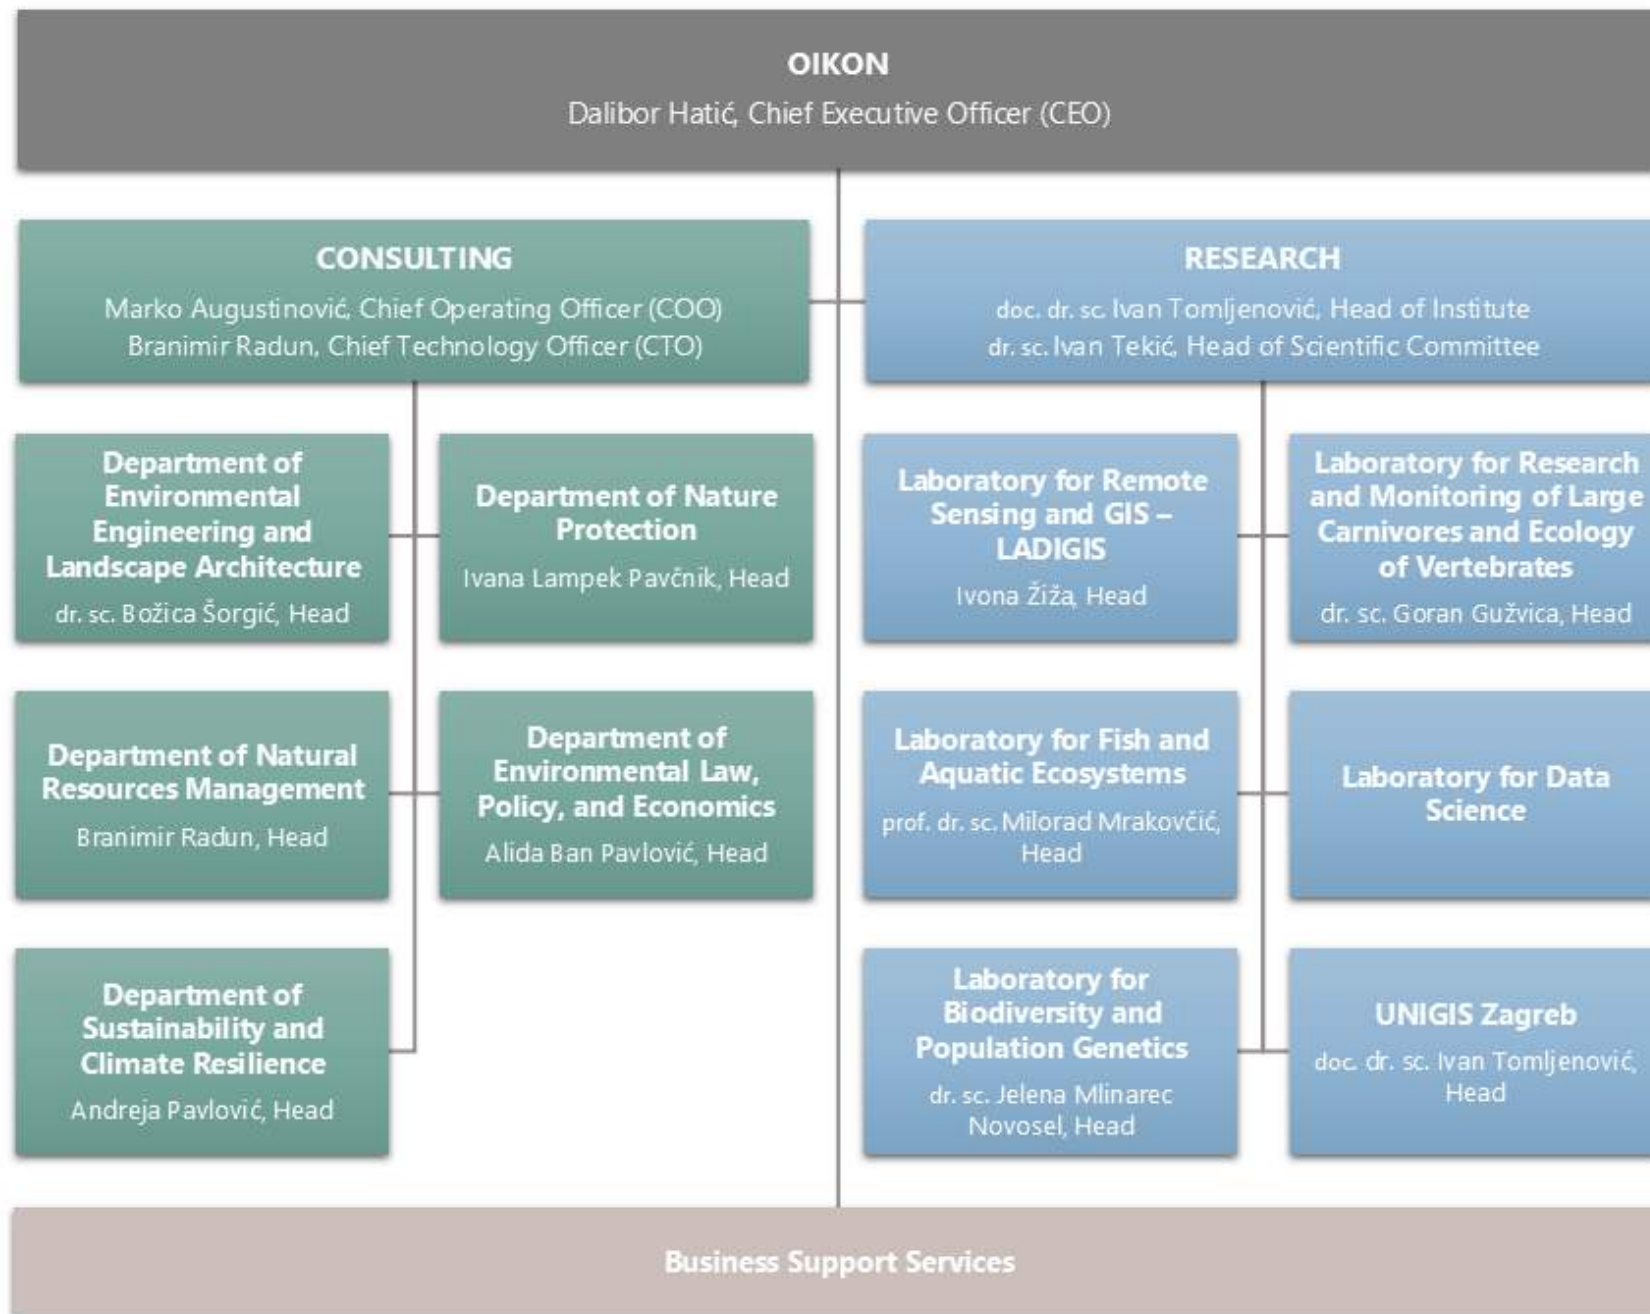 OIKON
Dalibor Hatić, Chief Executive Officer (CEO)
CONSULTING
Marko Augustinović, Chief Operating Officer (COO)
Branimir Radun, Chief Technology Officer (CTO)
RESEARCH
doc. dr. sc. Ivan Tomljenović, Head of Institute
dr. sc. Ivan Tekić, Head of Scientific Committee
Department of
Environmental
Engineering and
Landscape Architecture
dr. sc. Božica Šorgić, Head
Department of Nature
Protection
Ivana Lampek Pavčnik, Head
Laboratory for Remote
Sensing and GIS –
LADIGIS
Ivona Žiža, Head
Laboratory for Research
and Monitoring of Large
Carnivores and Ecology
of Vertebrates
dr. sc. Goran Gužvica, Head
Department of Natural
Resources Management
Branimir Radun, Head
Department of
Environmental Law,
Policy, and Economics
Alida Ban Pavlović, Head
Laboratory for Fish and
Aquatic Ecosystems
prof. dr. sc. Milorad Mrakovčić,
Head
Laboratory for Data
Science
Department of
Sustainability and
Climate Resilience
Andreja Pavlović, Head
Laboratory for
Biodiversity and
Population Genetics
dr. sc. Jelena Mlinarec
Novosel, Head
UNIGIS Zagreb
doc. dr. sc. Ivan Tomljenović,
Head
Business Support Services